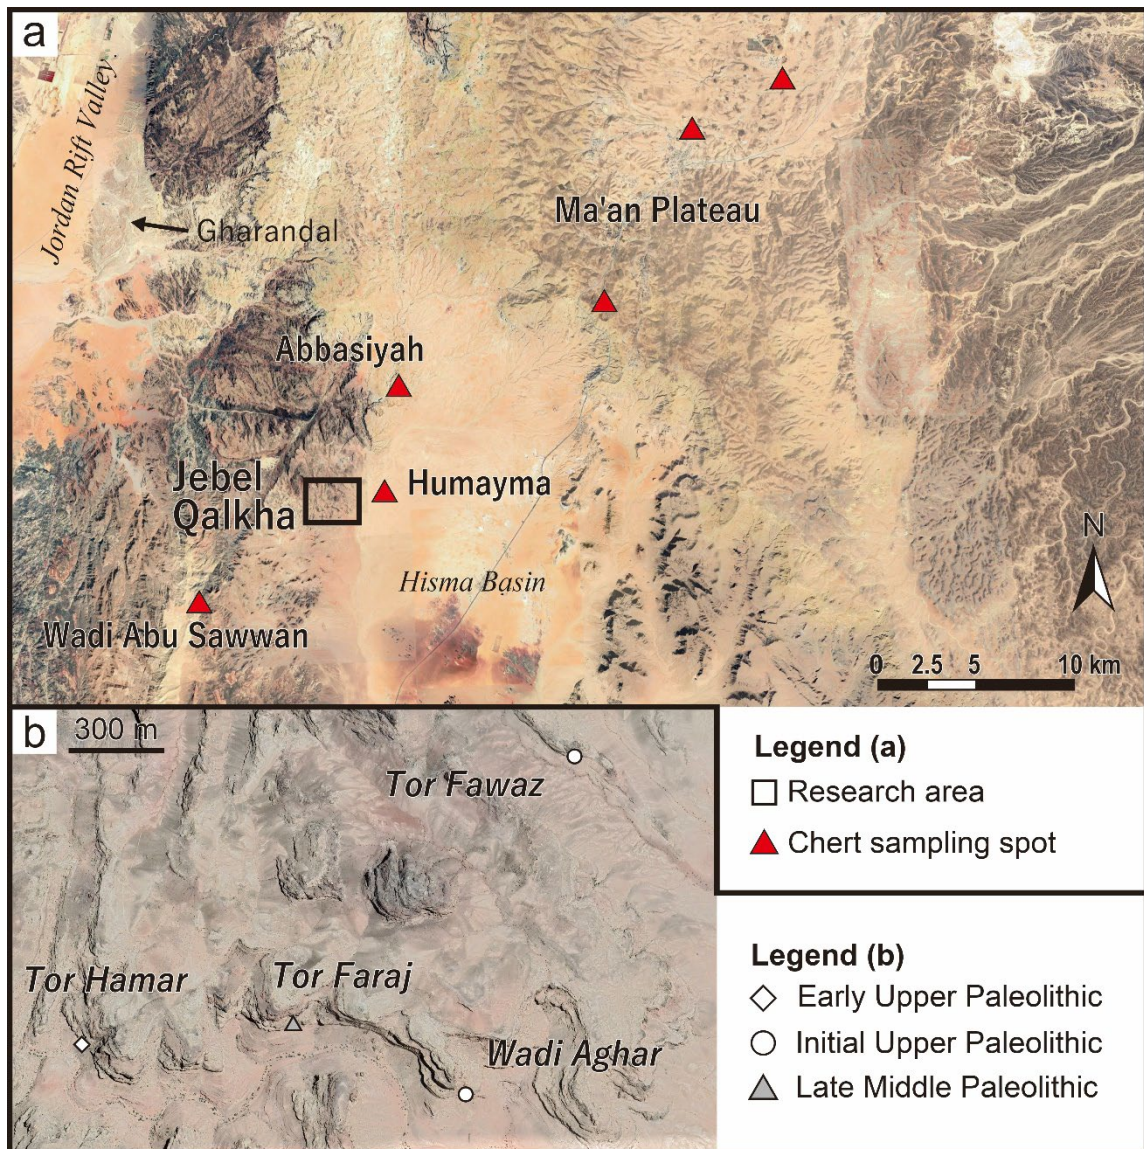 a
Jordan Rift Valley
Gharandal
Ma'an Plateau
Abbasiyah
Jebel
Qalkha
Humayma
Hisma Basin
Wadi Abu Sawwan
N
0 2.5 5 10 km
b
300 m
Tor Fawaz
Tor Hamar
Tor Faraj
Wadi Aghar
Legend (a)
Research area
Chert sampling spot
Legend (b)
Early Upper Paleolithic
Initial Upper Paleolithic
Late Middle Paleolithic